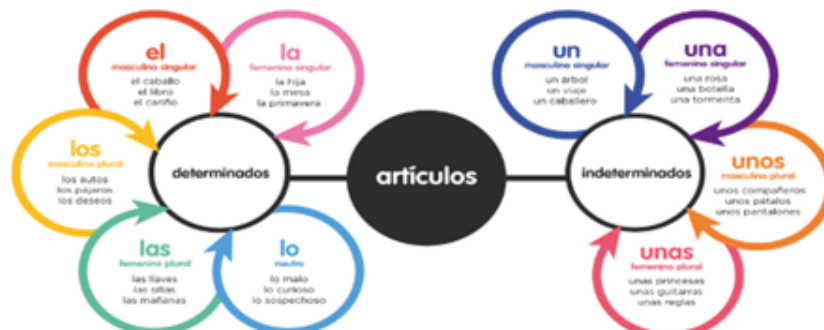 el
masculino singular
el caballo
el libro
el cariño
la
femenino singular
la hija
la mesa
la primavera
los
masculino plural
los autos
los pájaros
los deseos
determinados
las
femenino plural
las llaves
las sillas
las mañanas
lo
neutro
lo malo
lo curioso
lo sospechoso
artículos
un
masculino singular
un árbol
un viaje
un caballero
una
femenino singular
una rosa
una botella
una tormenta
indeterminados
unos
masculino plural
unos compañeros
unos pétalos
unos pantalones
unas
femenino plural
unas princesas
unas guitarras
unas reglas